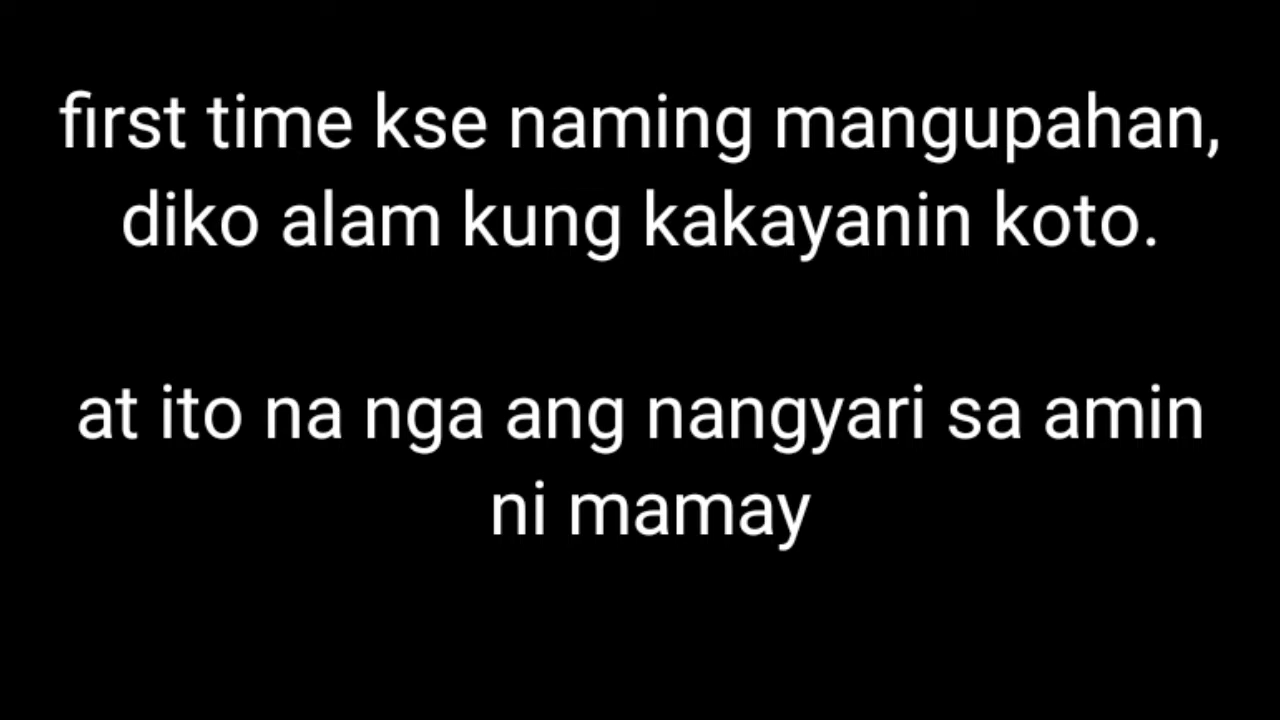 first time kse naming mangupahan,
diko alam kung kakayanin koto.
at ito na nga ang nangyari sa amin
ni mamay